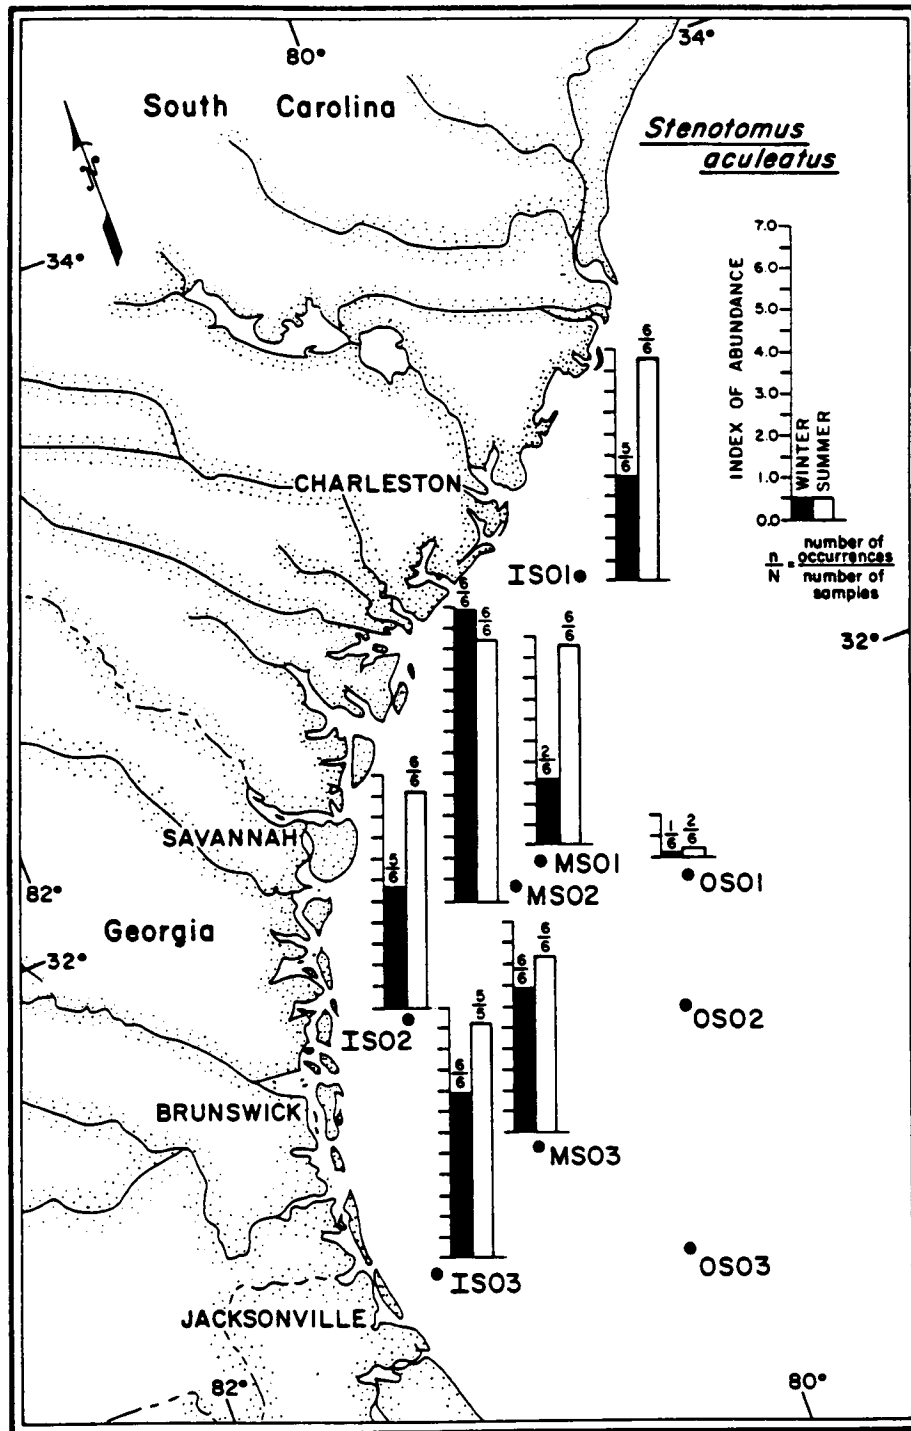 80°
34°
South Carolina
Stenotomus
aculeatus
N
34°
7.0
6.0
5.0
4.0
3.0
2.0
1.0
0.0
INDEX OF ABUNDANCE
WINTER
SUMMER
n/N = number of occurrences / number of samples
6/6
5/6
CHARLESTON
IS01
32°
6/6
6/6
6/6
2/6
MS01
MS02
6/6
5/6
SAVANNAH
1/6
2/6
OS01
82°
Georgia
32°
6/6
6/6
OS02
IS02
5/5
6/6
BRUNSWICK
MS03
OS03
IS03
JACKSONVILLE
82°
80°